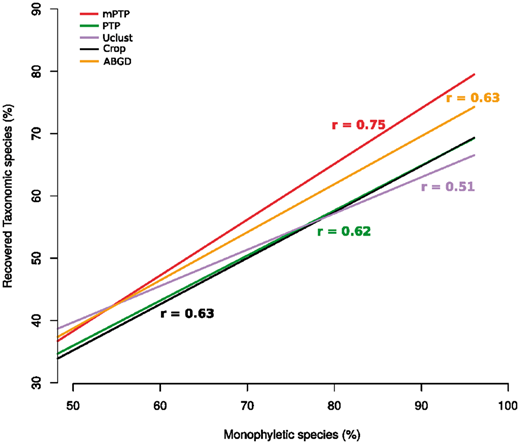 mPTP
PTP
Uclust
Crop
ABGD
Recovered Taxonomic species (%)
90
80
70
60
50
40
30
r = 0.63
r = 0.75
r = 0.51
r = 0.62
r = 0.63
50
60
70
80
90
100
Monophyletic species (%)